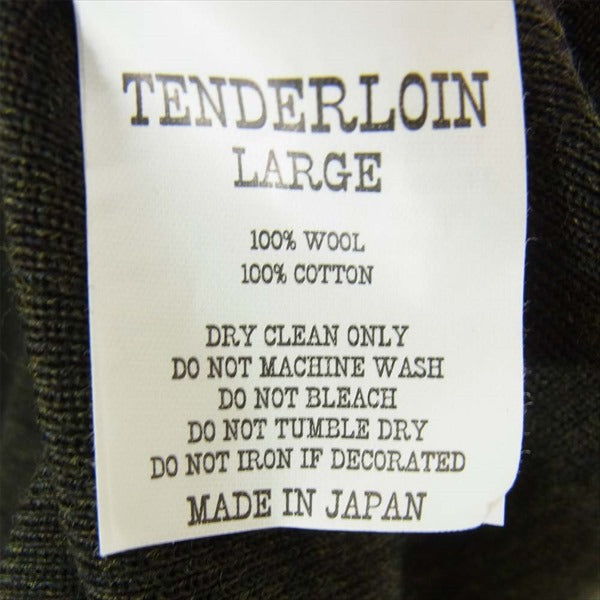 TENDERLOIN
LARGE
100% WOOL
100% COTTON
DRY CLEAN ONLY
DO NOT MACHINE WASH
DO NOT BLEACH
DO NOT TUMBLE DRY
DO NOT IRON IF DECORATED
MADE IN JAPAN